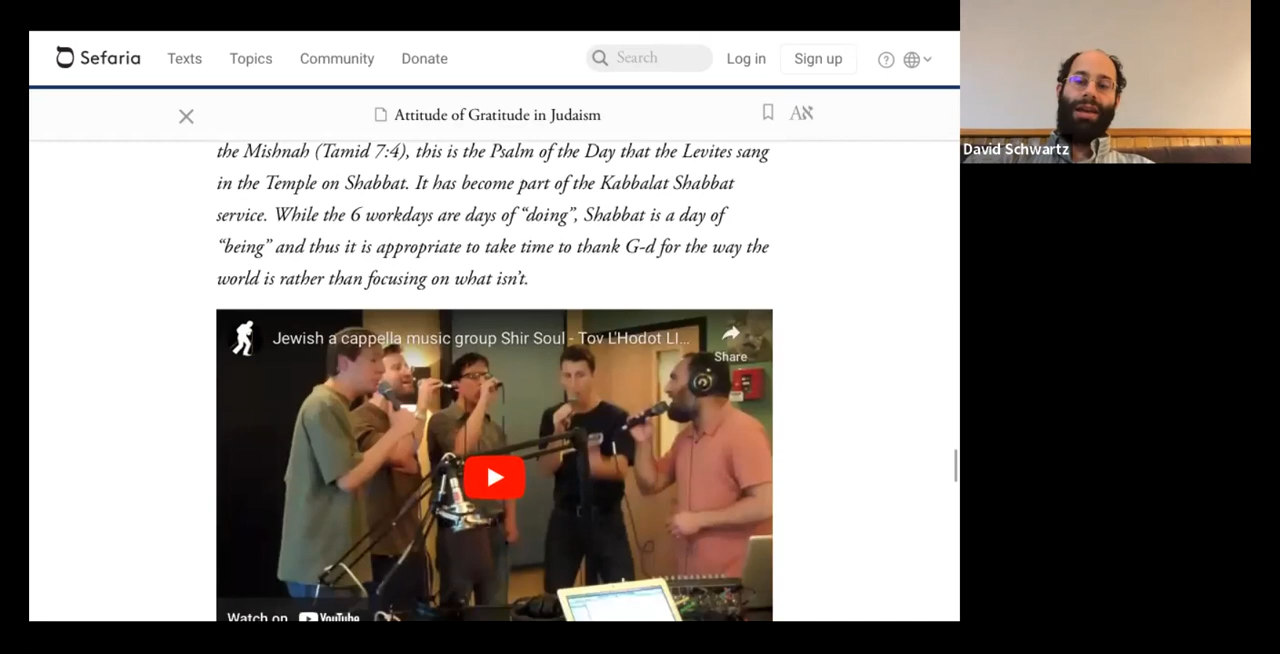 Sefaria Texts Topics Community Donate Search Log in Sign up
Attitude of Gratitude in Judaism Aא
the Mishnah (Tamid 7:4), this is the Psalm of the Day that the Levites sang
in the Temple on Shabbat. It has become part of the Kabbalat Shabbat
service. While the 6 workdays are days of “doing”, Shabbat is a day of
“being” and thus it is appropriate to take time to thank G-d for the way the
world is rather than focusing on what isn’t.
Jewish a cappella music group Shir Soul - Tov L'Hodot Ll...
Share
Watch on YouTube
David Schwartz